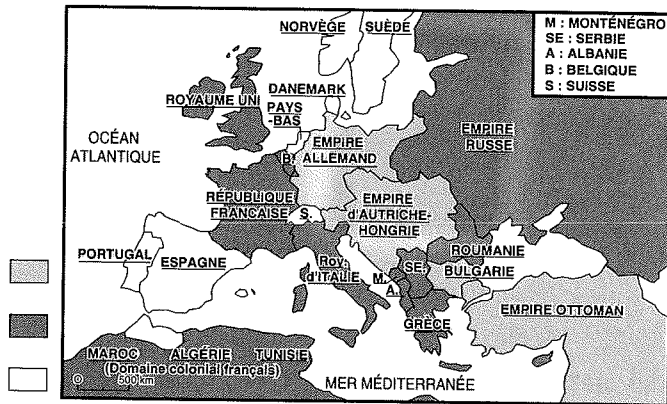 NORVÈGE
SUÈDE
M : MONTÉNÉGRO
SE : SERBIE
A : ALBANIE
B : BELGIQUE
S : SUISSE
ROYAUME UNI
DANEMARK
PAYS
-BAS
OCÉAN
ATLANTIQUE
B.
EMPIRE
ALLEMAND
EMPIRE
RUSSE
RÉPUBLIQUE
FRANCAISE
S.
EMPIRE
d'AUTRICHE-
HONGRIE
PORTUGAL
ESPAGNE
Roy.
d'ITALIE
M.
A.
SE.
ROUMANIE
BULGARIE
GRÈCE
EMPIRE OTTOMAN
MAROC
ALGÉRIE
TUNISIE
(Domaine colonial français)
0
500 km
MER MÉDITERRANÉE